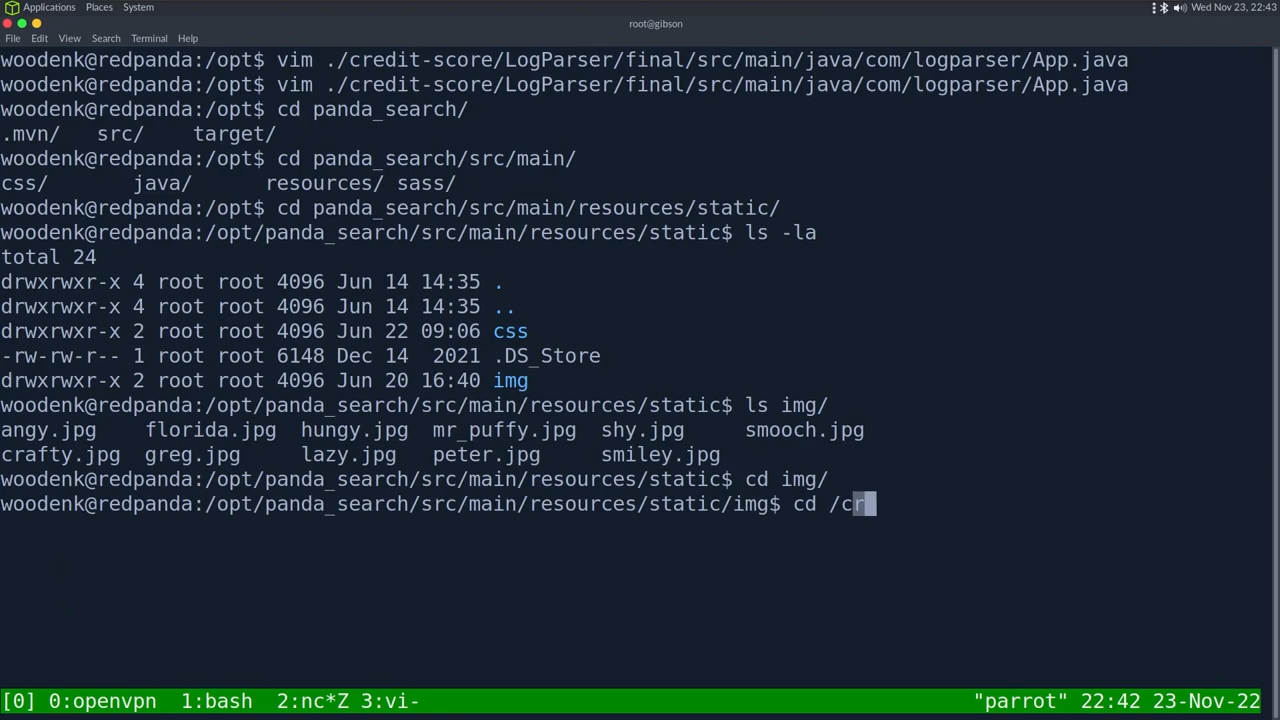 Applications Places System Wed Nov 23, 22:43
root@gibson
File Edit View Search Terminal Help
woodenk@redpanda:/opt$ vim ./credit-score/LogParser/final/src/main/java/com/logparser/App.java
woodenk@redpanda:/opt$ vim ./credit-score/LogParser/final/src/main/java/com/logparser/App.java
woodenk@redpanda:/opt$ cd panda_search/
.mvn/   src/    target/
woodenk@redpanda:/opt$ cd panda_search/src/main/
css/       java/      resources/ sass/
woodenk@redpanda:/opt$ cd panda_search/src/main/resources/static/
woodenk@redpanda:/opt/panda_search/src/main/resources/static$ ls -la
total 24
drwxrwxr-x 4 root root 4096 Jun 14 14:35 .
drwxrwxr-x 4 root root 4096 Jun 14 14:35 ..
drwxrwxr-x 2 root root 4096 Jun 22 09:06 css
-rw-rw-r-- 1 root root 6148 Dec 14  2021 .DS_Store
drwxrwxr-x 2 root root 4096 Jun 20 16:40 img
woodenk@redpanda:/opt/panda_search/src/main/resources/static$ ls img/
angy.jpg    florida.jpg  hungy.jpg  mr_puffy.jpg  shy.jpg     smooch.jpg
crafty.jpg  greg.jpg     lazy.jpg   peter.jpg     smiley.jpg
woodenk@redpanda:/opt/panda_search/src/main/resources/static$ cd img/
woodenk@redpanda:/opt/panda_search/src/main/resources/static/img$ cd /cr
[0] 0:openvpn  1:bash  2:nc*Z 3:vi- "parrot" 22:42 23-Nov-22